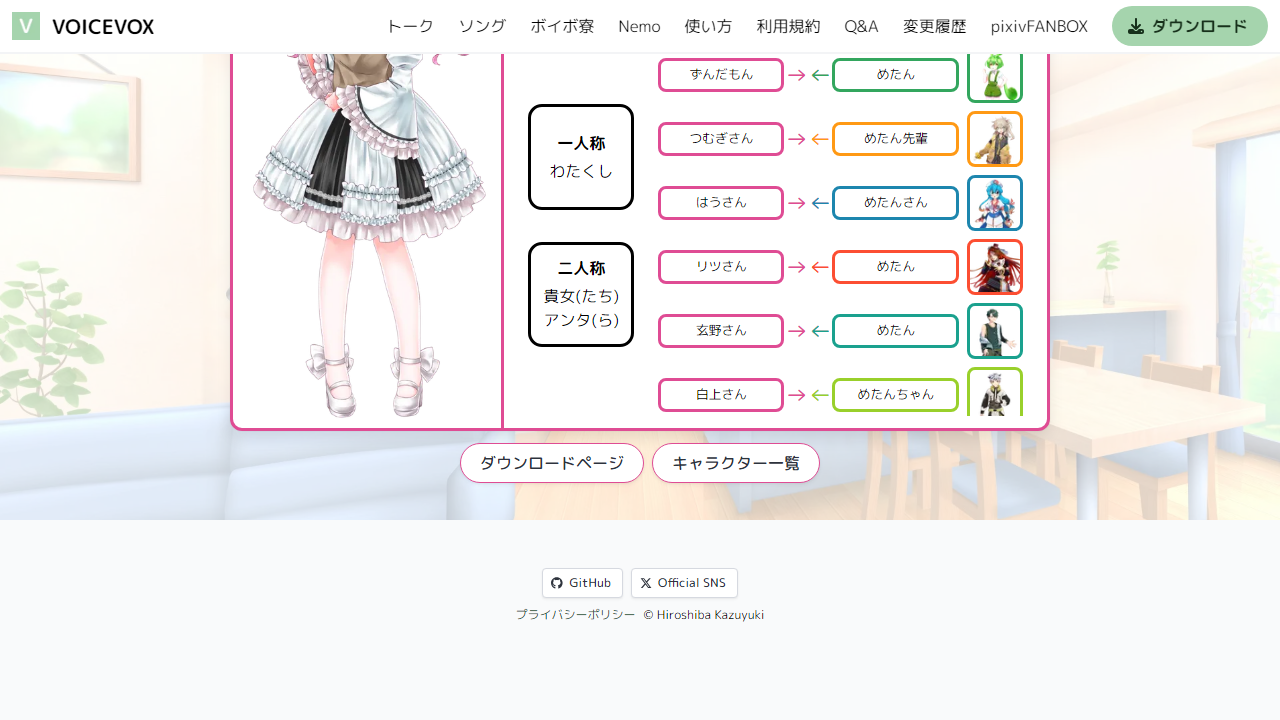 V VOICEVOX トーク ソング ボイボ寮 Nemo 使い方 利用規約 Q&A 変更履歴 pixivFANBOX ダウンロード
ずんだもん → ← めたん
一人称
わたくし
つむぎさん → ← めたん先輩
はうさん → ← めたんさん
二人称
貴女(たち)
アンタ(ら)
リツさん → ← めたん
玄野さん → ← めたん
白上さん → ← めたんちゃん
ダウンロードページ キャラクター一覧
GitHub Official SNS
プライバシーポリシー © Hiroshiba Kazuyuki